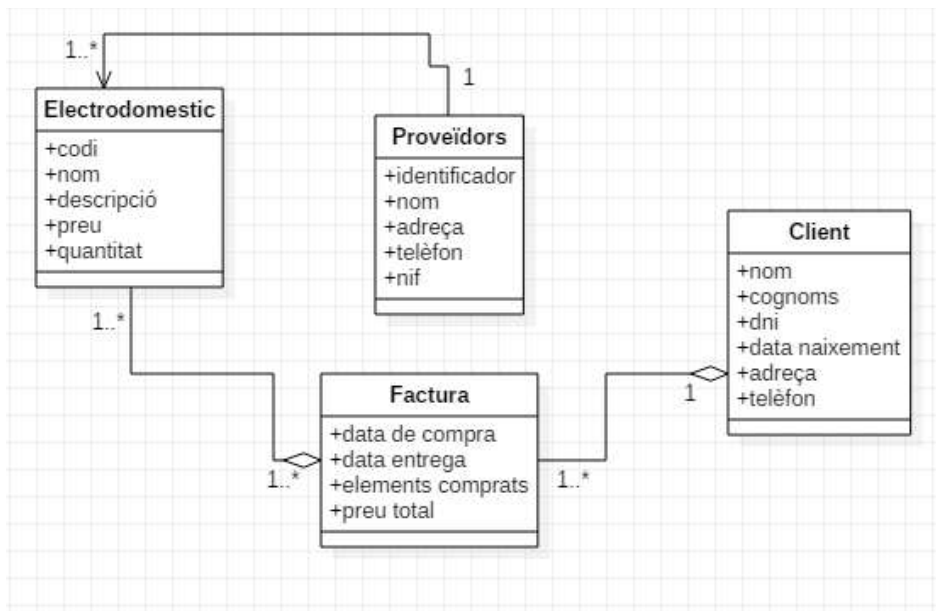 1..*
1
Electrodomestic
+codi
+nom
+descripció
+preu
+quantitat
1..*
Proveïdors
+identificador
+nom
+adreça
+telèfon
+nif
Client
+nom
+cognoms
+dni
+data naixement
+adreça
+telèfon
1
Factura
+data de compra
+data entrega
+elements comprats
+preu total
1..*
1..*